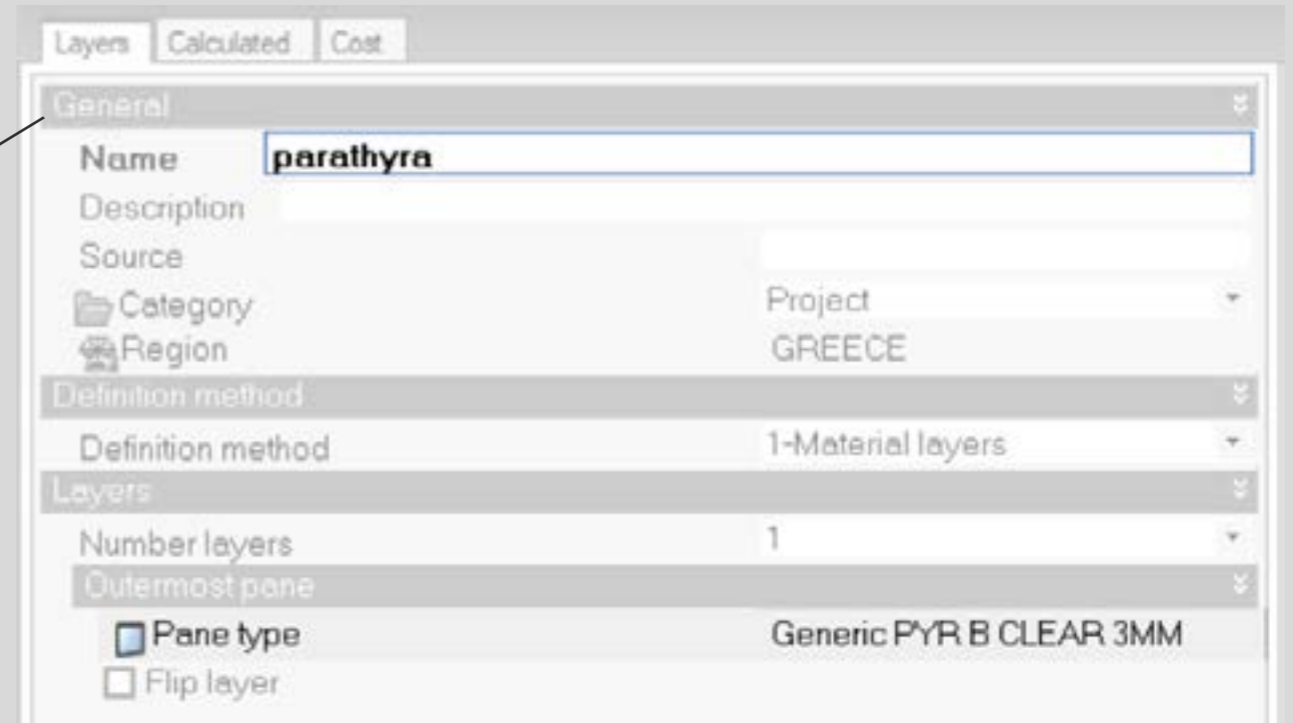 Layers Calculated Cost
General
Name parathyra
Description
Source
Category Project
Region GREECE
Definition method
Definition method 1-Material layers
Layers
Number layers 1
Outermost pane
Pane type Generic PYR B CLEAR 3MM
Flip layer